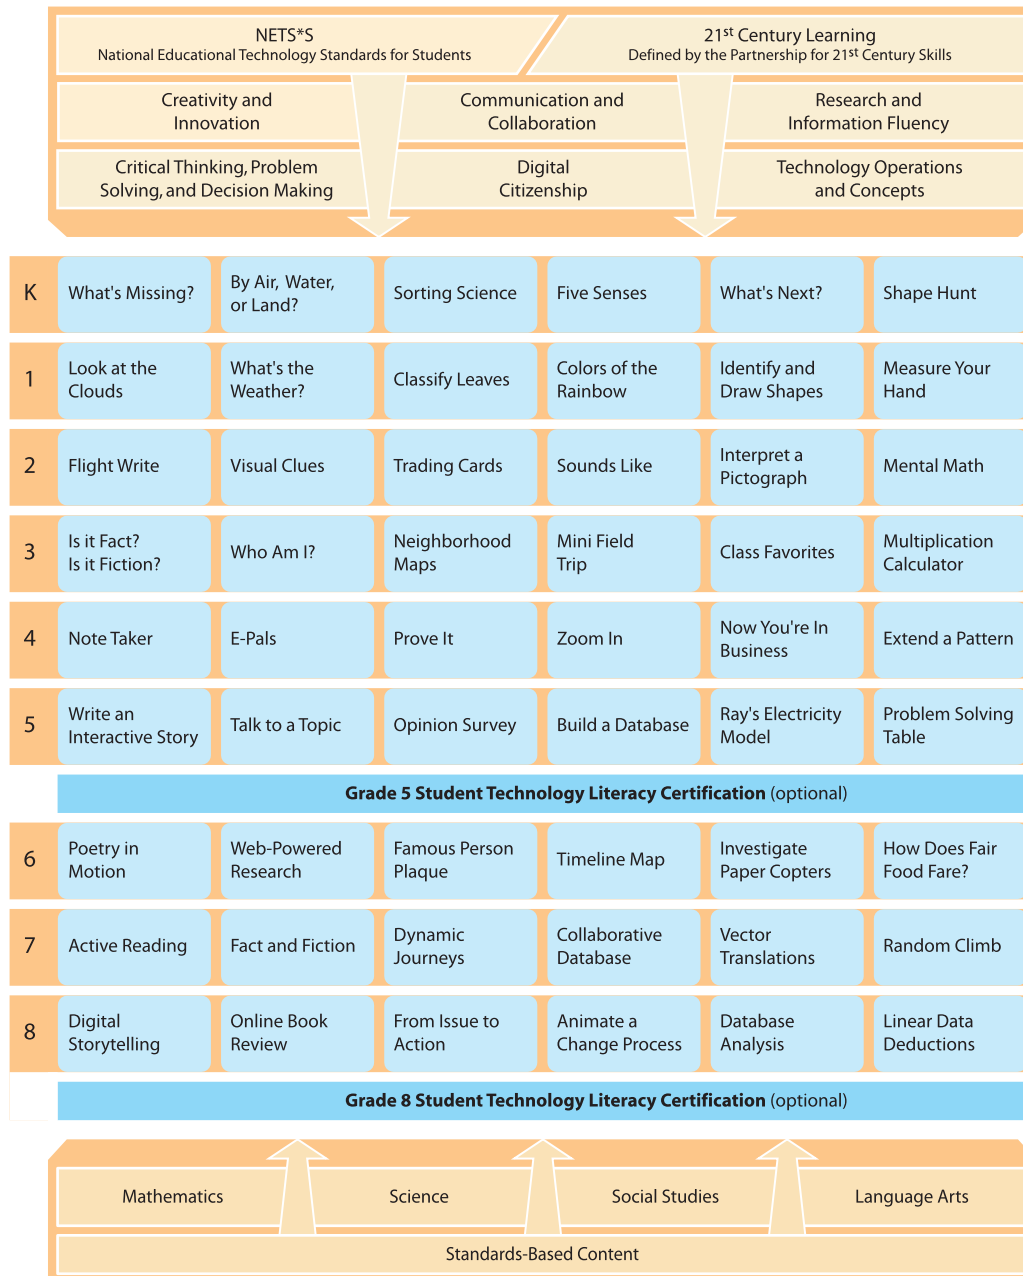 NETS*S
National Educational Technology Standards for Students
21st Century Learning
Defined by the Partnership for 21st Century Skills
Creativity and
Innovation
Communication and
Collaboration
Research and
Information Fluency
Critical Thinking, Problem
Solving, and Decision Making
Digital
Citizenship
Technology Operations
and Concepts
K
What's Missing?
By Air, Water,
or Land?
Sorting Science
Five Senses
What's Next?
Shape Hunt
1
Look at the
Clouds
What's the
Weather?
Classify Leaves
Colors of the
Rainbow
Identify and
Draw Shapes
Measure Your
Hand
2
Flight Write
Visual Clues
Trading Cards
Sounds Like
Interpret a
Pictograph
Mental Math
3
Is it Fact?
Is it Fiction?
Who Am I?
Neighborhood
Maps
Mini Field
Trip
Class Favorites
Multiplication
Calculator
4
Note Taker
E-Pals
Prove It
Zoom In
Now You're In
Business
Extend a Pattern
5
Write an
Interactive Story
Talk to a Topic
Opinion Survey
Build a Database
Ray's Electricity
Model
Problem Solving
Table
Grade 5 Student Technology Literacy Certification (optional)
6
Poetry in
Motion
Web-Powered
Research
Famous Person
Plaque
Timeline Map
Investigate
Paper Copters
How Does Fair
Food Fare?
7
Active Reading
Fact and Fiction
Dynamic
Journeys
Collaborative
Database
Vector
Translations
Random Climb
8
Digital
Storytelling
Online Book
Review
From Issue to
Action
Animate a
Change Process
Database
Analysis
Linear Data
Deductions
Grade 8 Student Technology Literacy Certification (optional)
Mathematics
Science
Social Studies
Language Arts
Standards-Based Content